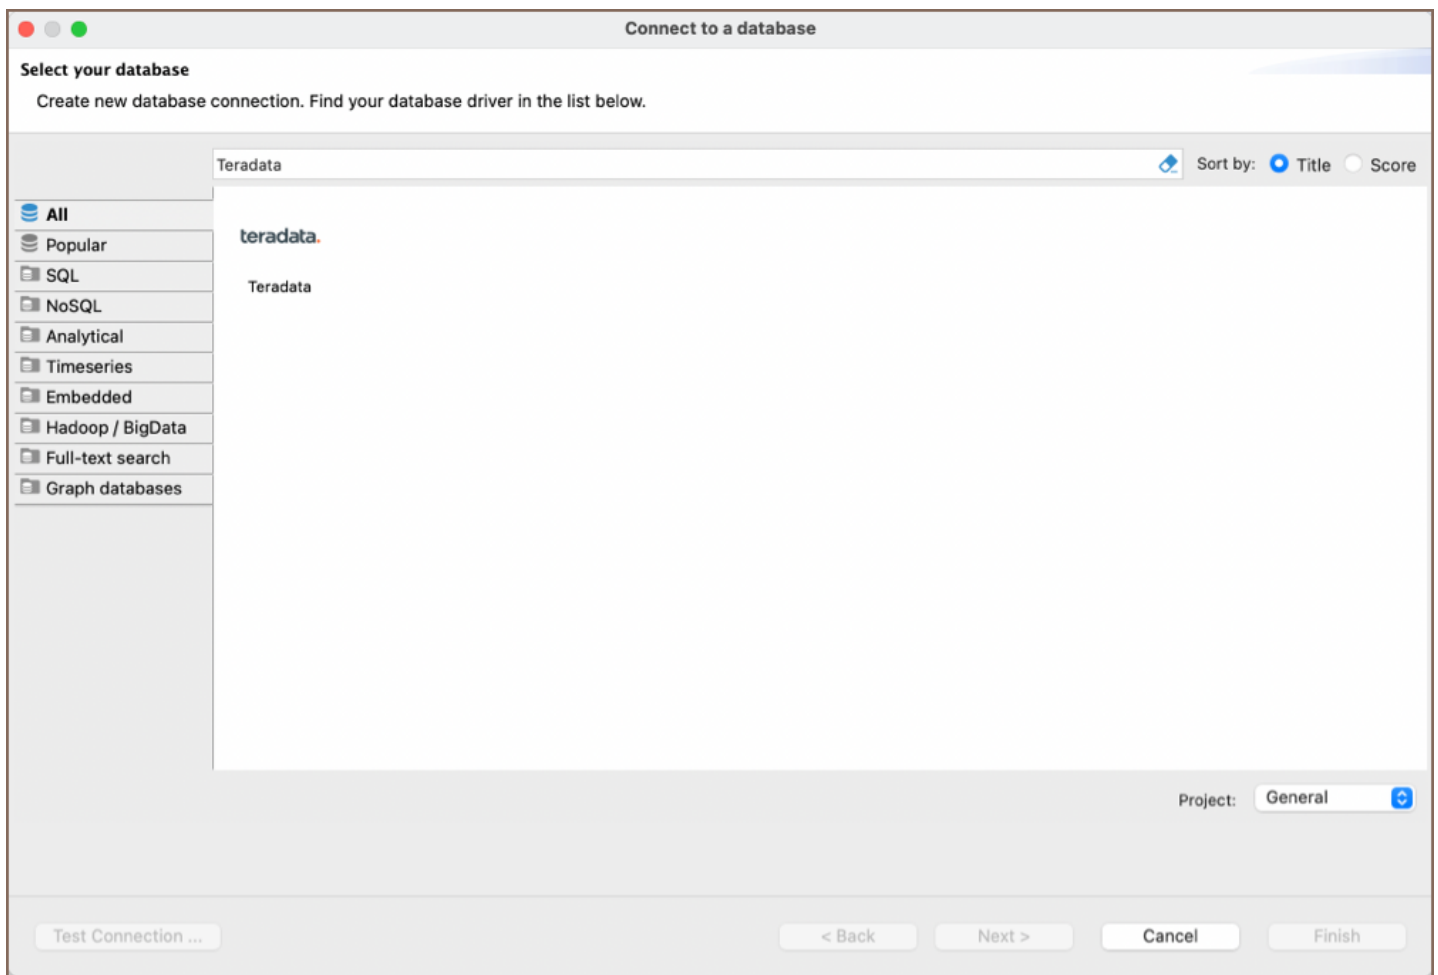 Connect to a database
Select your database
Create new database connection. Find your database driver in the list below.
Teradata
Sort by: Title Score
All
Popular
SQL
NoSQL
Analytical
Timeseries
Embedded
Hadoop / BigData
Full-text search
Graph databases
teradata.
Teradata
Project: General
Test Connection ...
< Back
Next >
Cancel
Finish